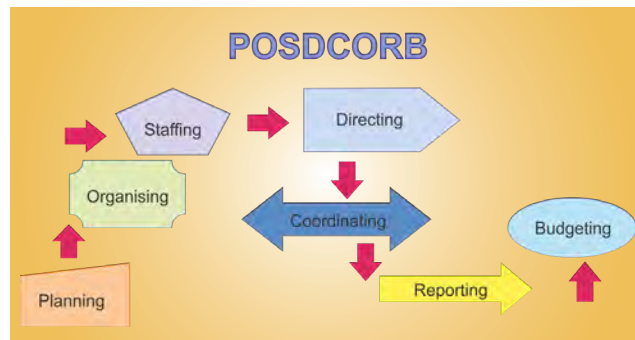 POSDCORB
Staffing
Directing
Organising
Coordinating
Budgeting
Planning
Reporting